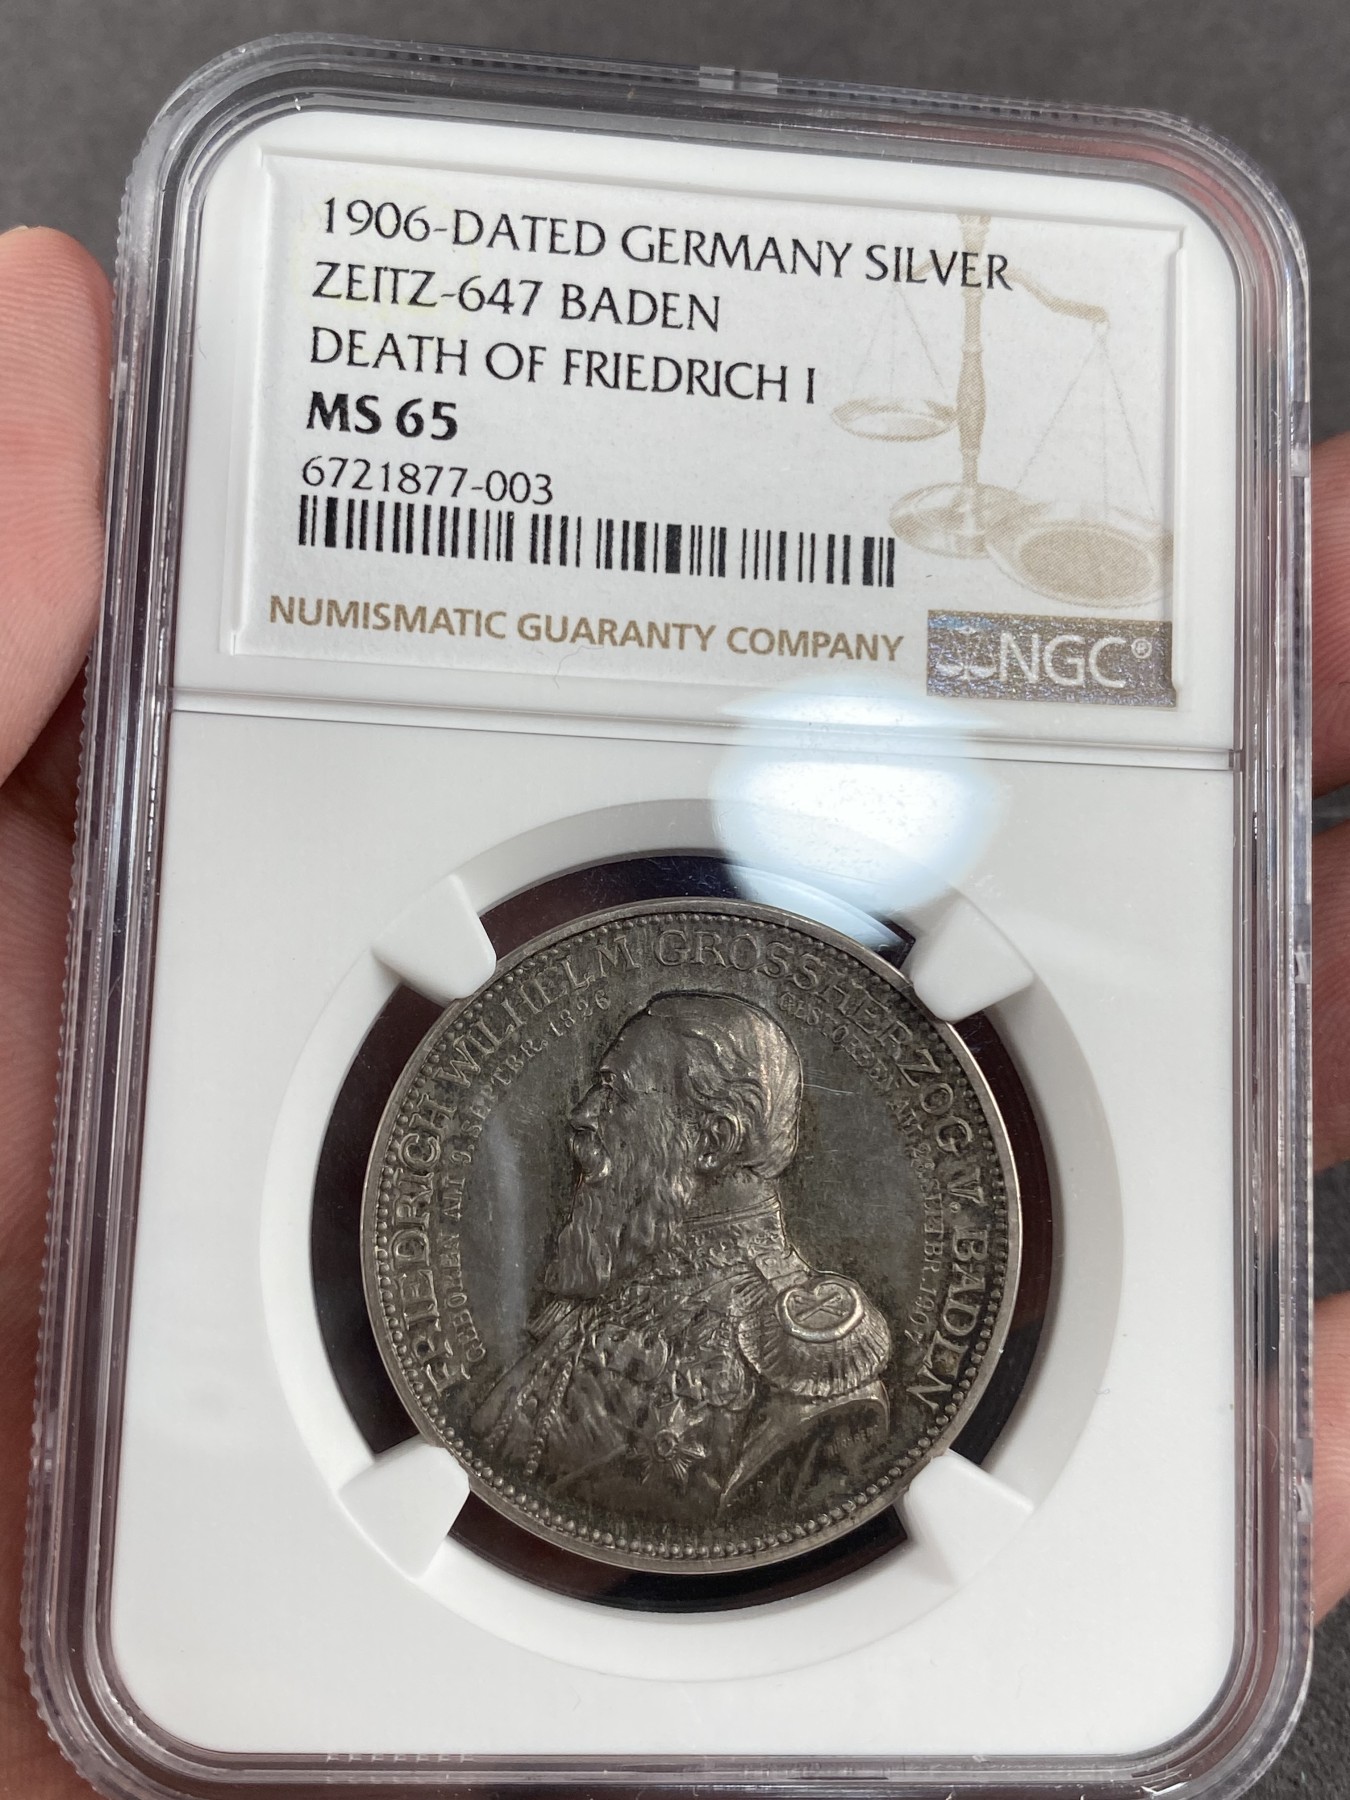 1906-DATED GERMANY SILVER
ZEITZ-647 BADEN
DEATH OF FRIEDRICH I
MS 65
6721877-003
NUMISMATIC GUARANTY COMPANY
NGC®
FRIEDRICH WILHELM GROSSHERZOG V. BADEN
GEBOREN AM 9. SEPTBR. 1826
GESTORBEN AM 28. SEPTBR. 1907